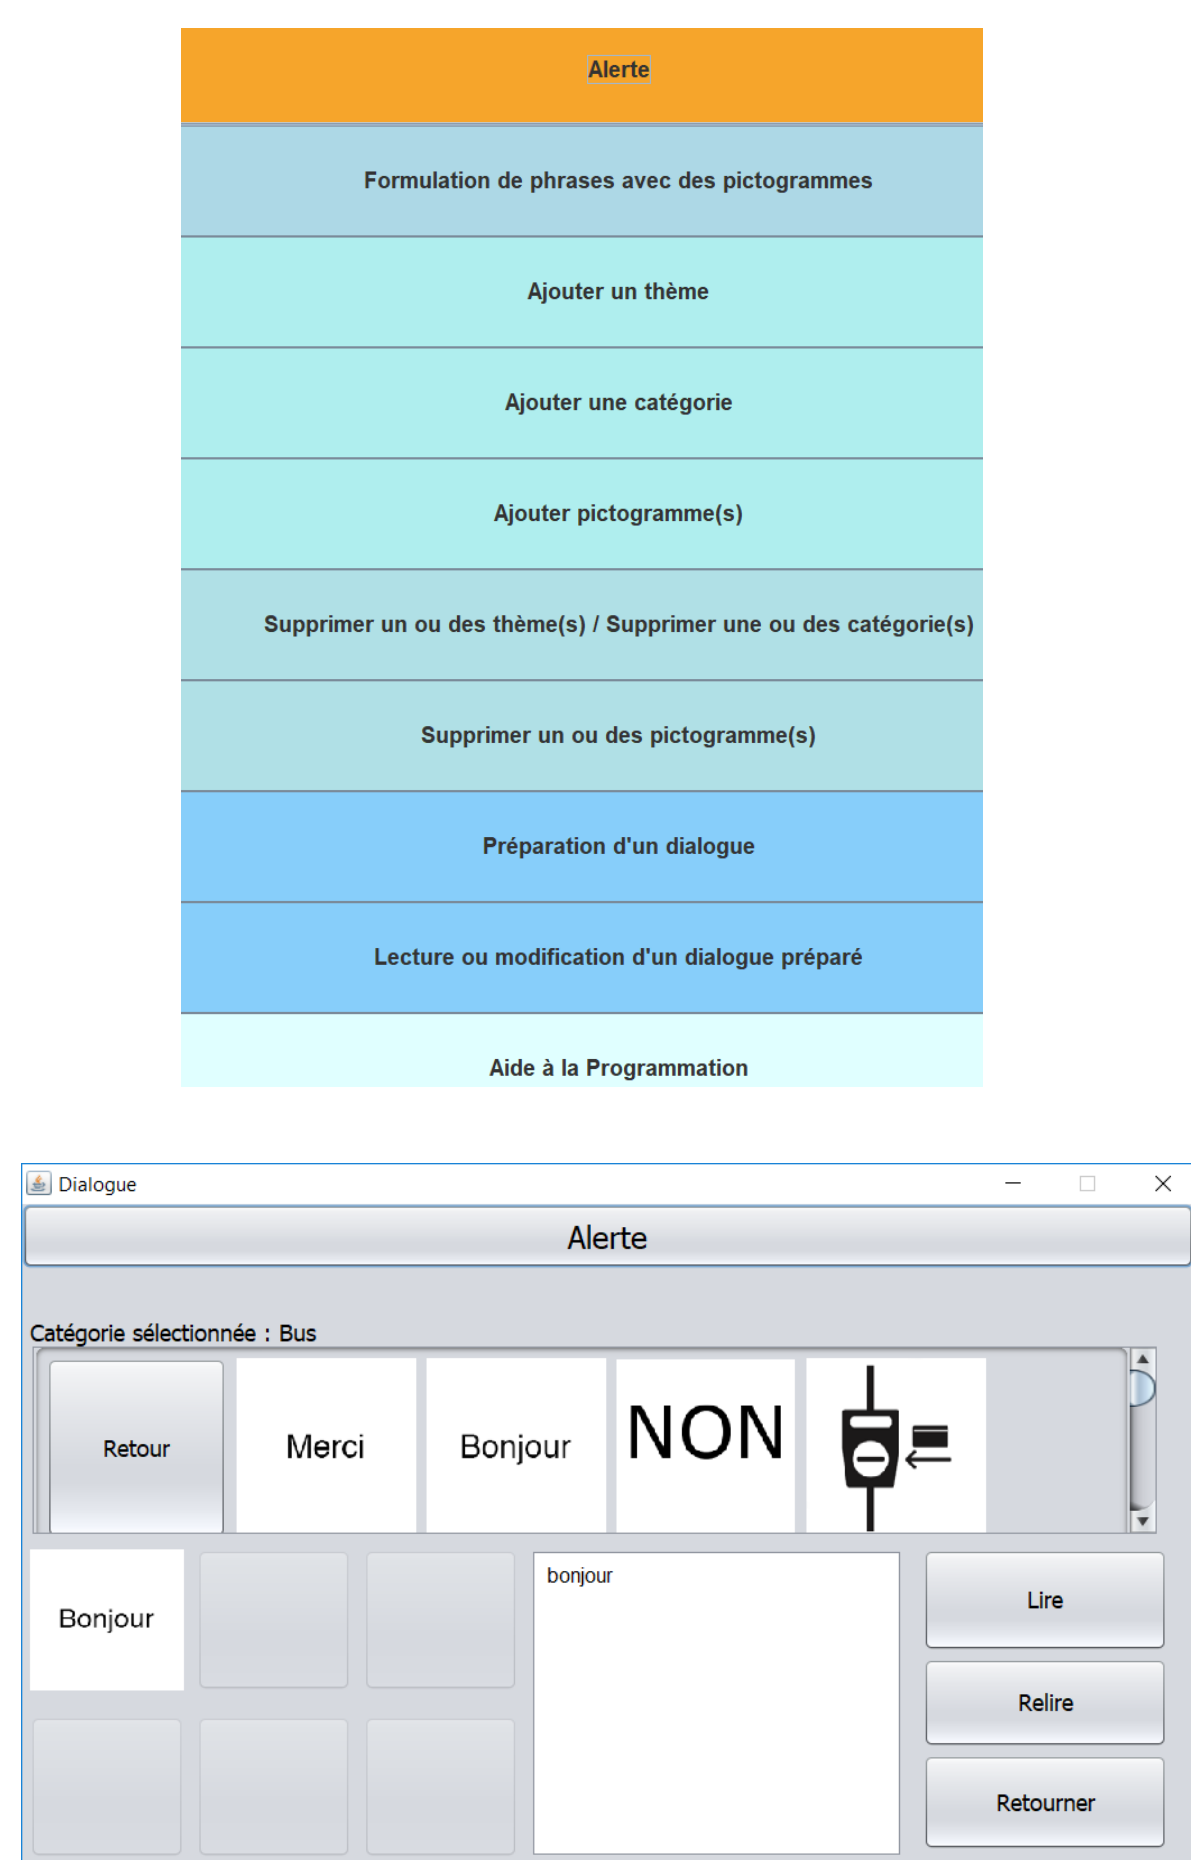 Alerte
Formulation de phrases avec des pictogrammes
Ajouter un thème
Ajouter une catégorie
Ajouter pictogramme(s)
Supprimer un ou des thème(s) / Supprimer une ou des catégorie(s)
Supprimer un ou des pictogramme(s)
Préparation d'un dialogue
Lecture ou modification d'un dialogue préparé
Aide à la Programmation
Dialogue
Alerte
Catégorie sélectionnée : Bus
Retour
Merci
Bonjour
NON
Bonjour
bonjour
Lire
Relire
Retourner